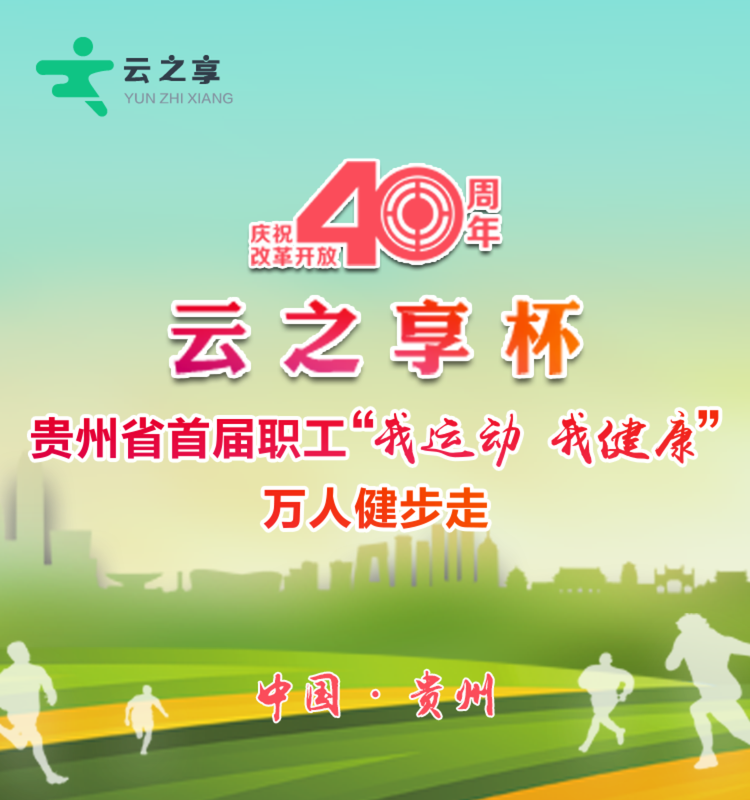 云之享
YUN ZHI XIANG
庆祝
改革开放
40
周年
云之享杯
贵州省首届职工“我运动 我健康”
万人健步走
中国·贵州